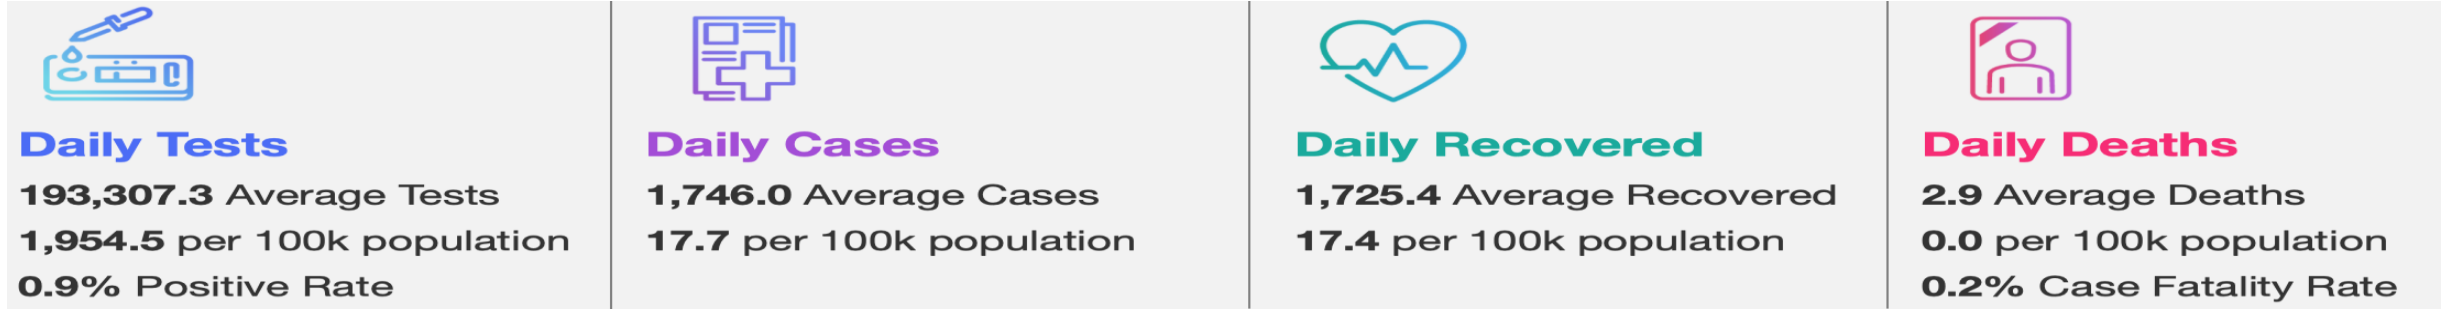 Daily Tests
193,307.3 Average Tests
1,954.5 per 100k population
0.9% Positive Rate
Daily Cases
1,746.0 Average Cases
17.7 per 100k population
Daily Recovered
1,725.4 Average Recovered
17.4 per 100k population
Daily Deaths
2.9 Average Deaths
0.0 per 100k population
0.2% Case Fatality Rate